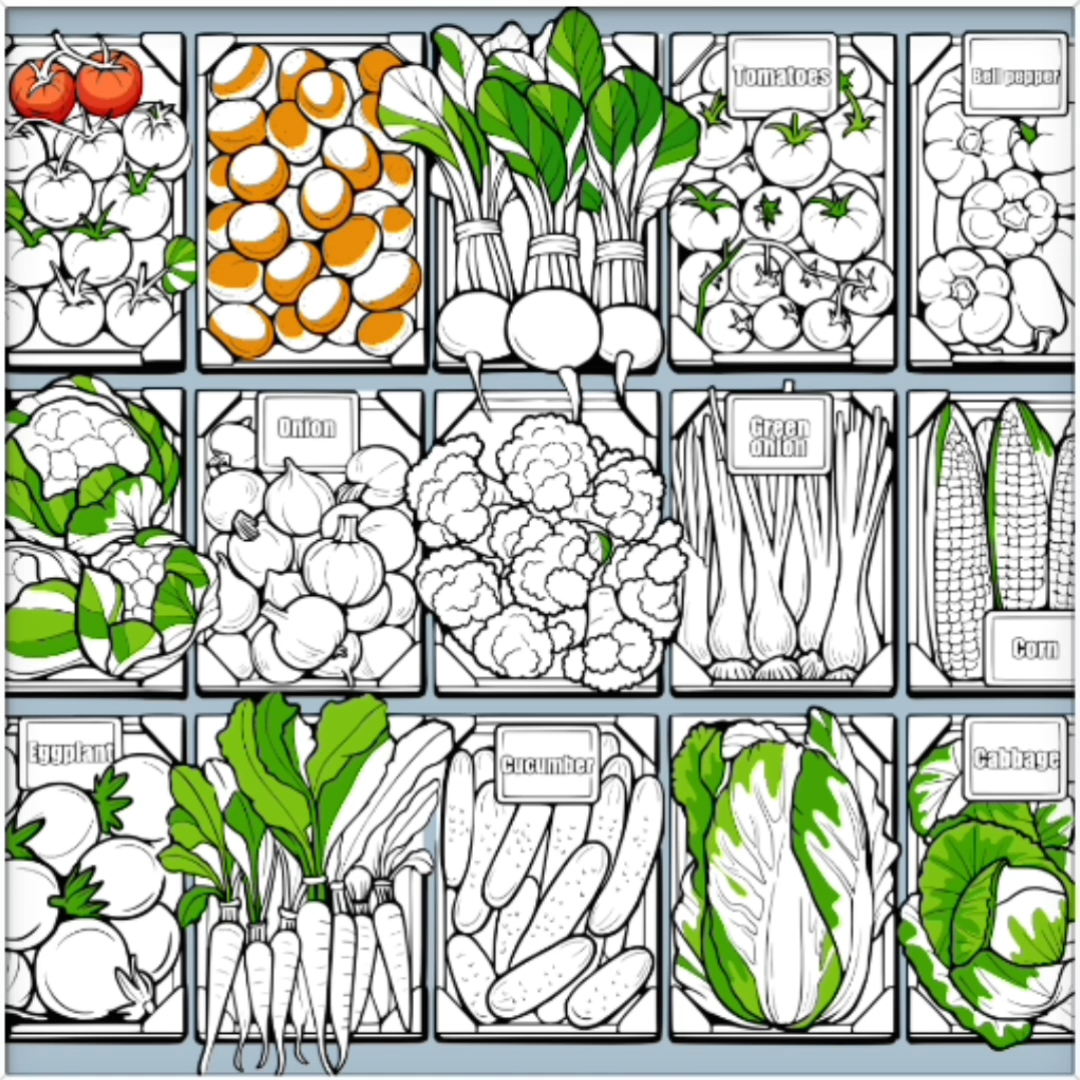 Tomatoes
Bell pepper
Onion
Green
onion
Corn
Eggplant
Cucumber
Cabbage